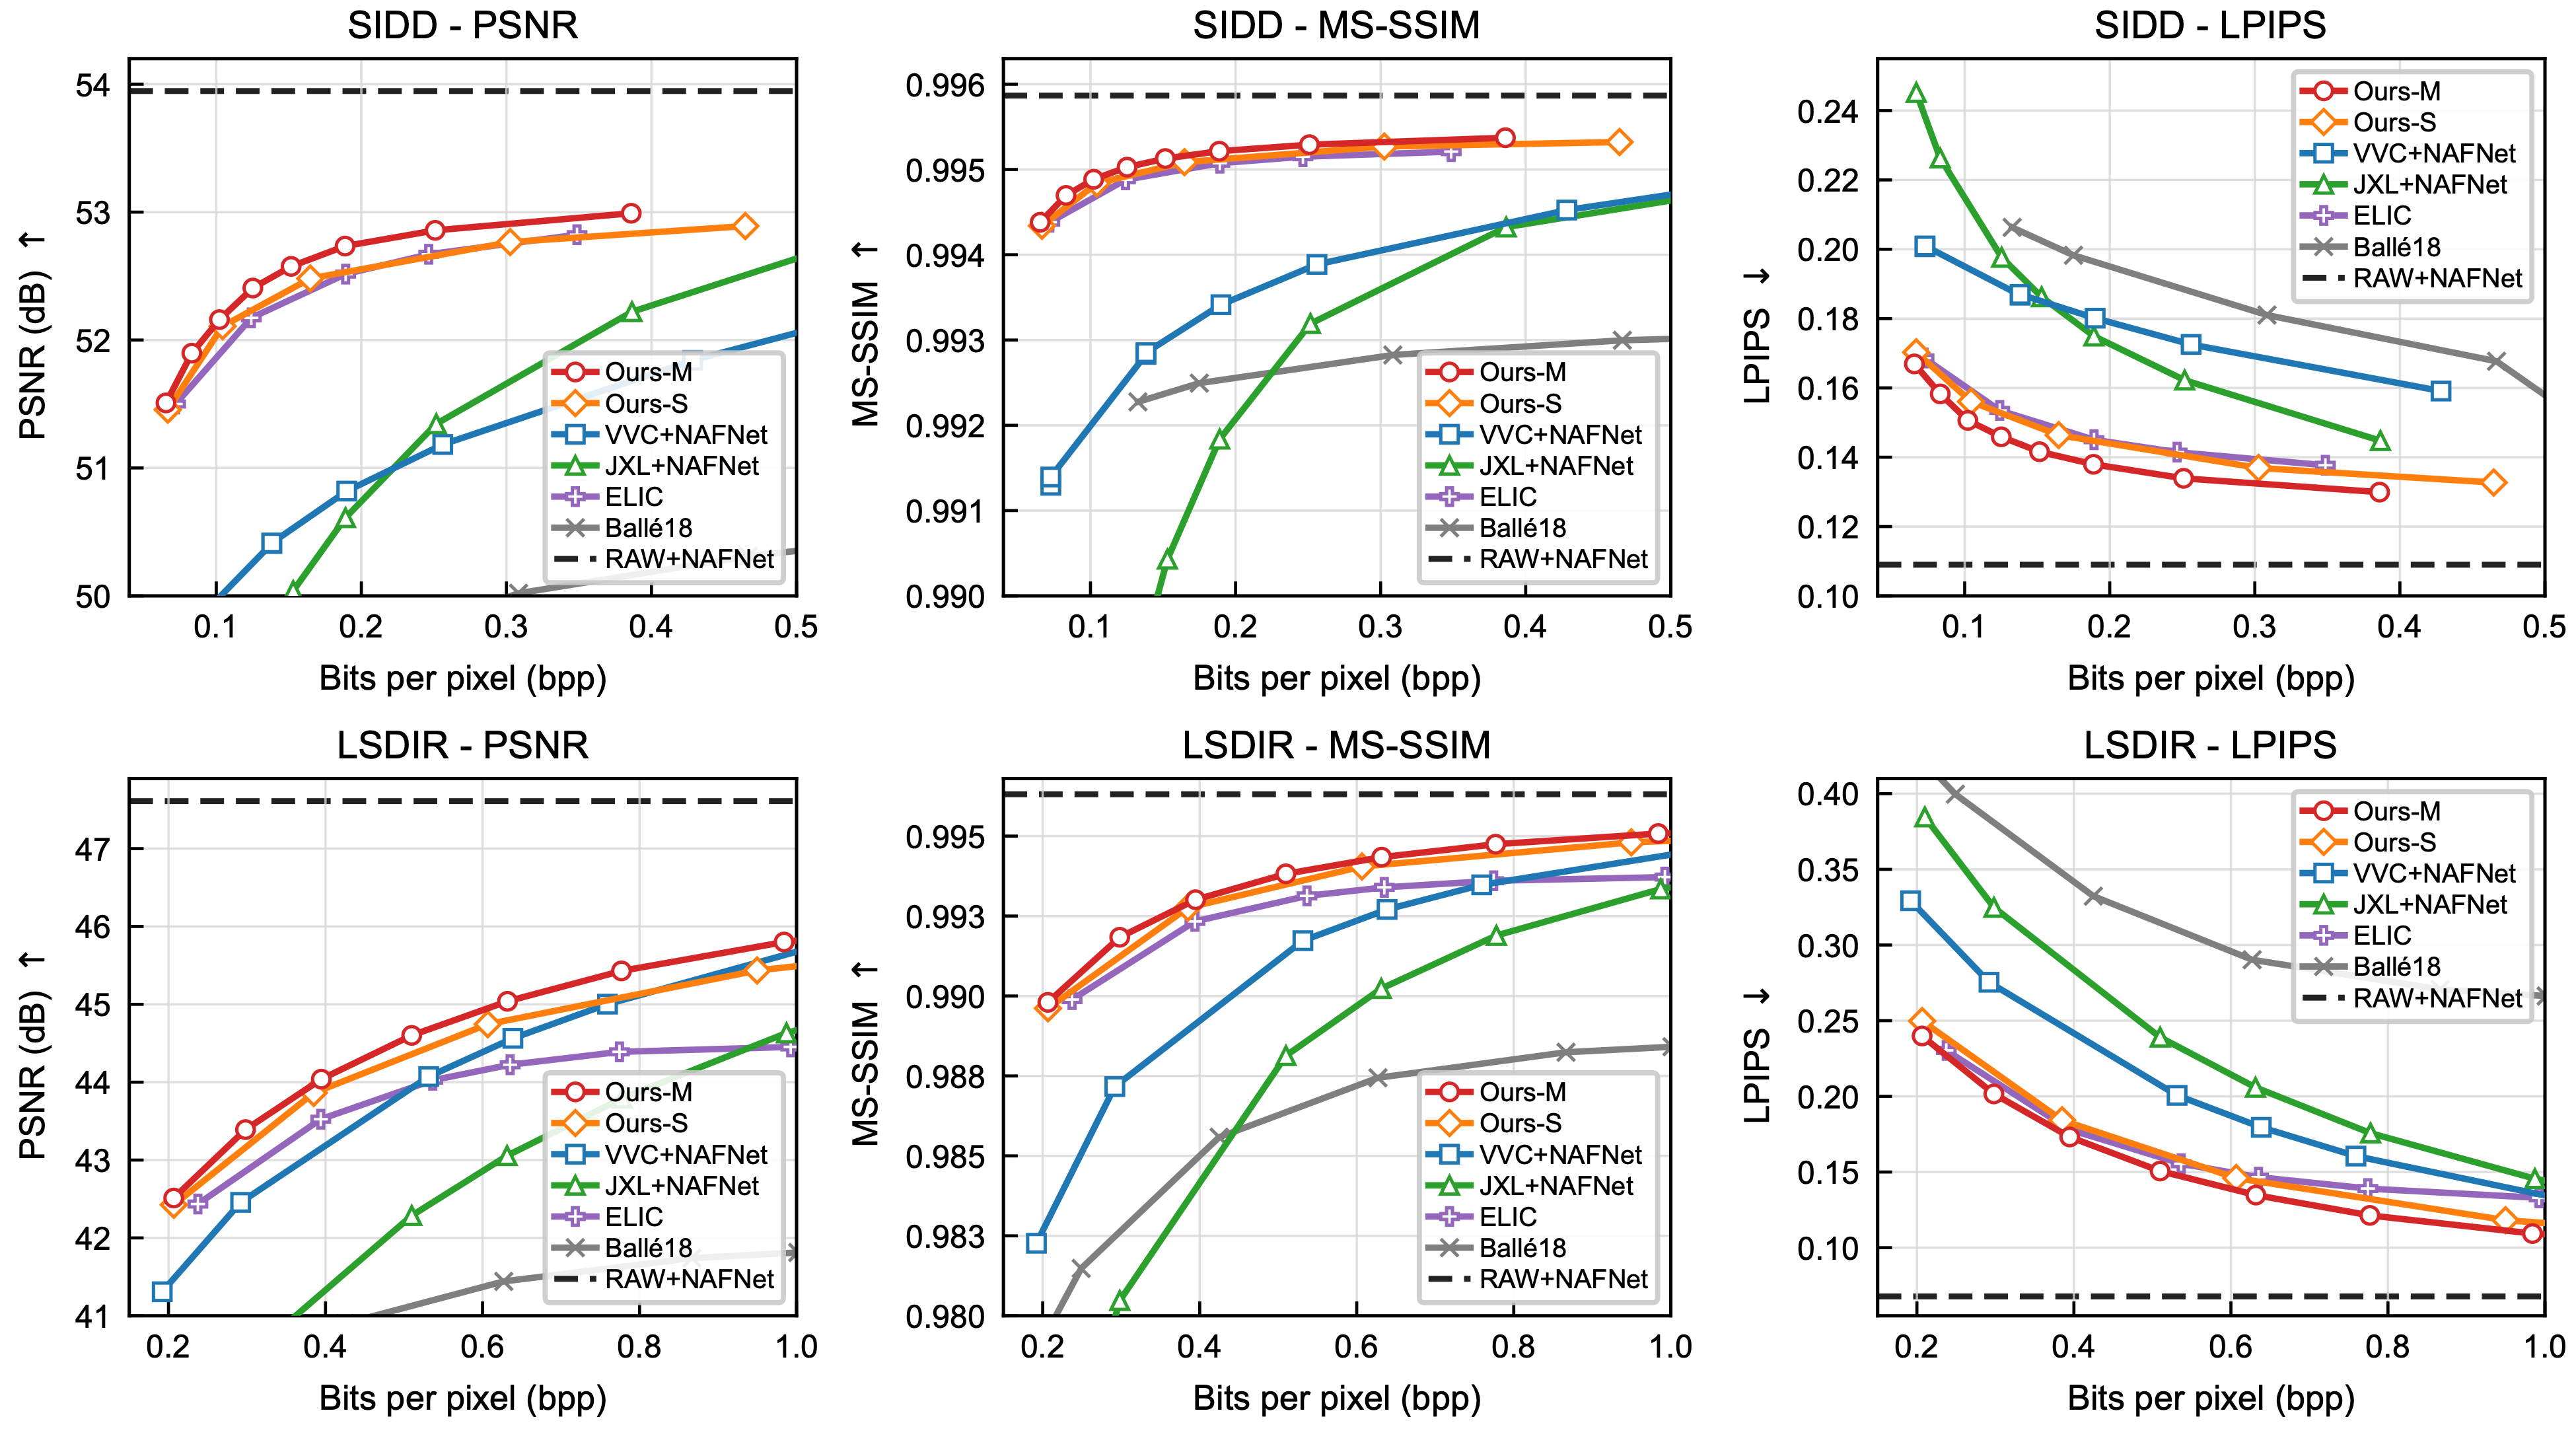 SIDD - PSNR
54
53
52
51
50
0.1 0.2 0.3 0.4 0.5
PSNR (dB) ↑
Bits per pixel (bpp)
Ours-M
Ours-S
VVC+NAFNet
JXL+NAFNet
ELIC
Ballé18
RAW+NAFNet
SIDD - MS-SSIM
0.996
0.995
0.994
0.993
0.992
0.991
0.990
0.1 0.2 0.3 0.4 0.5
MS-SSIM ↑
Bits per pixel (bpp)
Ours-M
Ours-S
VVC+NAFNet
JXL+NAFNet
ELIC
Ballé18
RAW+NAFNet
SIDD - LPIPS
0.24
0.22
0.20
0.18
0.16
0.14
0.12
0.10
0.1 0.2 0.3 0.4 0.5
LPIPS ↓
Bits per pixel (bpp)
Ours-M
Ours-S
VVC+NAFNet
JXL+NAFNet
ELIC
Ballé18
RAW+NAFNet
LSDIR - PSNR
47
46
45
44
43
42
41
0.2 0.4 0.6 0.8 1.0
PSNR (dB) ↑
Bits per pixel (bpp)
Ours-M
Ours-S
VVC+NAFNet
JXL+NAFNet
ELIC
Ballé18
RAW+NAFNet
LSDIR - MS-SSIM
0.995
0.993
0.990
0.988
0.985
0.983
0.980
0.2 0.4 0.6 0.8 1.0
MS-SSIM ↑
Bits per pixel (bpp)
Ours-M
Ours-S
VVC+NAFNet
JXL+NAFNet
ELIC
Ballé18
RAW+NAFNet
LSDIR - LPIPS
0.40
0.35
0.30
0.25
0.20
0.15
0.10
0.2 0.4 0.6 0.8 1.0
LPIPS ↓
Bits per pixel (bpp)
Ours-M
Ours-S
VVC+NAFNet
JXL+NAFNet
ELIC
Ballé18
RAW+NAFNet